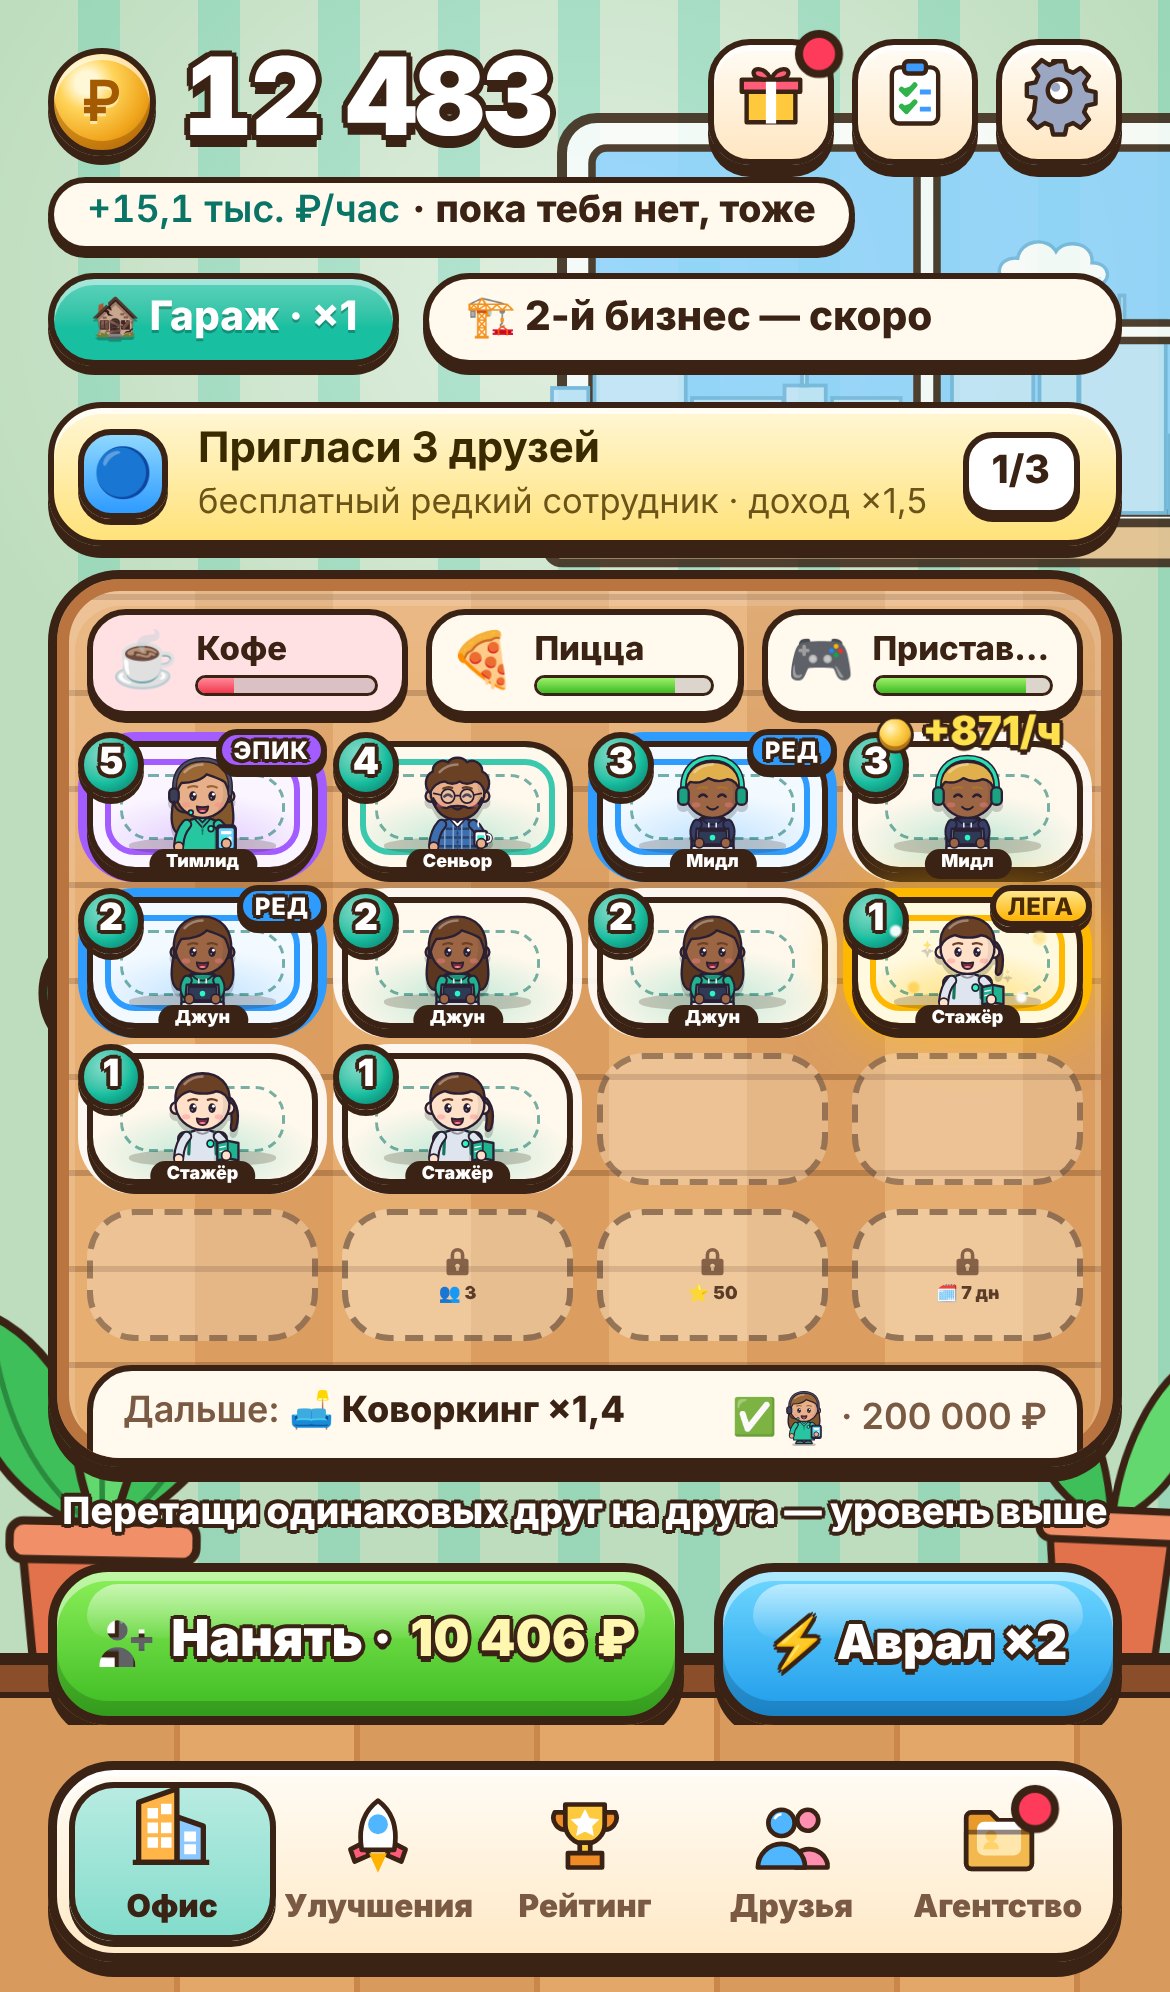 ₽ 12 483
+15,1 тыс. ₽/час · пока тебя нет, тоже
Гараж · ×1
2-й бизнес — скоро
Пригласи 3 друзей
бесплатный редкий сотрудник · доход ×1,5
1/3
Кофе
Пицца
Пристав...
+871/ч
5 ЭПИК
Тимлид
4
Сеньор
3 РЕД
Мидл
3
Мидл
2 РЕД
Джун
2
Джун
2
Джун
1 ЛЕГА
Стажёр
1
Стажёр
1
Стажёр
3
50
7 дн
Дальше: Коворкинг ×1,4
· 200 000 ₽
Перетащи одинаковых друг на друга — уровень выше
Нанять · 10 406 ₽
Аврал ×2
Офис
Улучшения
Рейтинг
Друзья
Агентство